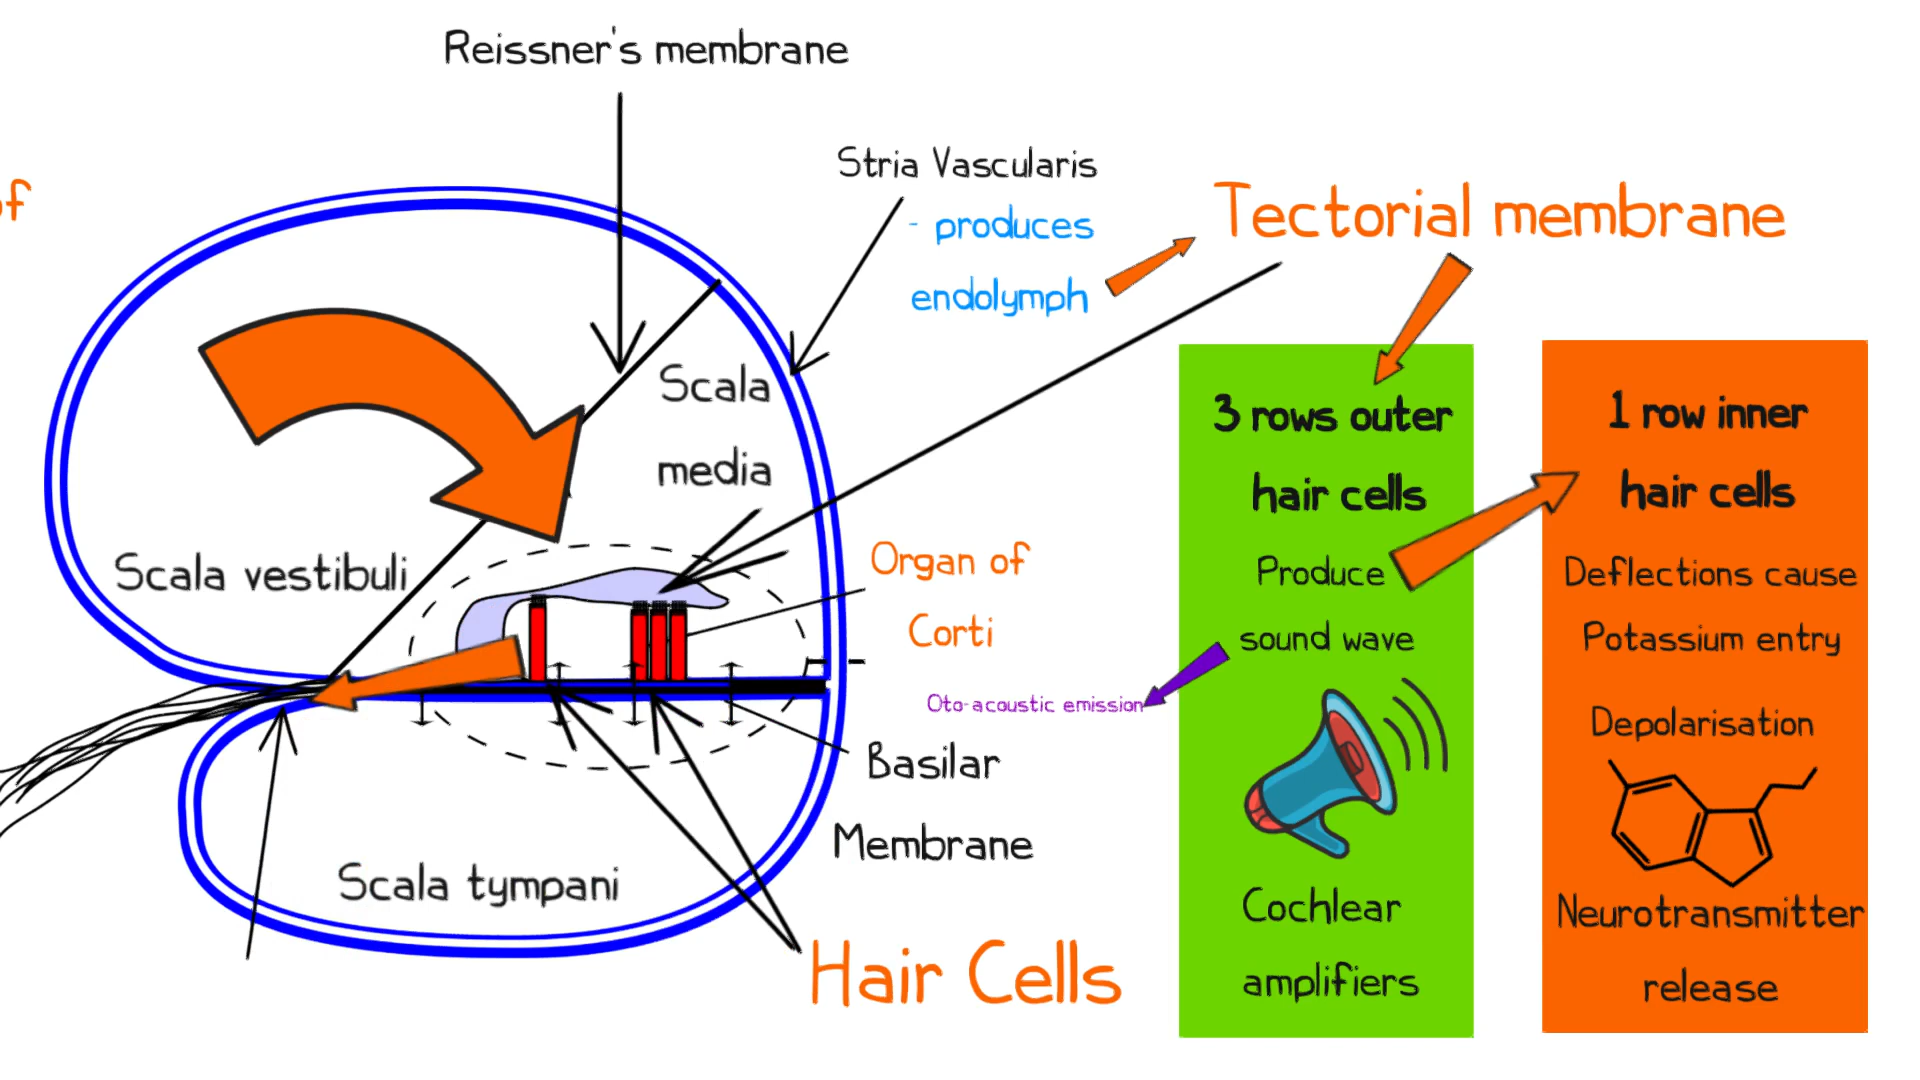 Reissner's membrane
of
Stria Vascularis
- produces
endolymph
Tectorial membrane
Scala
media
Scala vestibuli
Organ of
Corti
Oto-acoustic emission
Basilar
Membrane
Scala tympani
Hair Cells
3 rows outer
hair cells
Produce
sound wave
Cochlear
amplifiers
1 row inner
hair cells
Deflections cause
Potassium entry
Depolarisation
Neurotransmitter
release